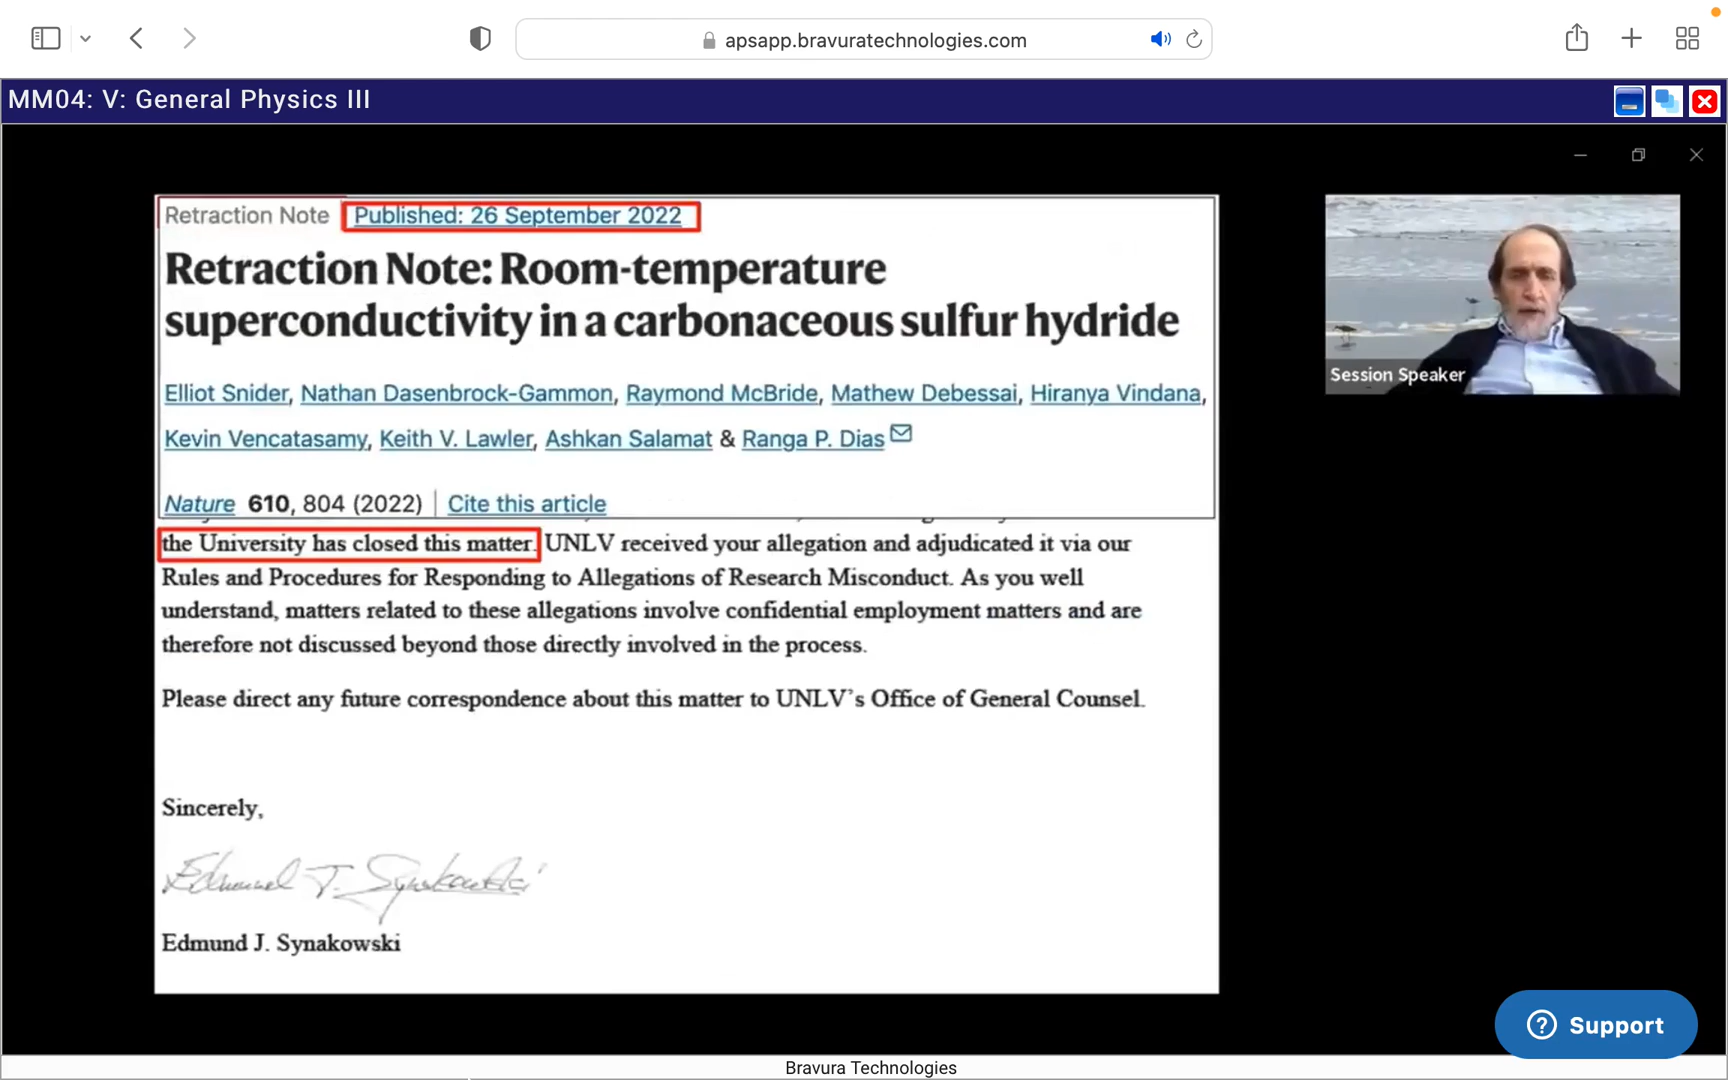 apsapp.bravuratechnologies.com
MM04: V: General Physics III
Retraction Note Published: 26 September 2022
Retraction Note: Room-temperature
superconductivity in a carbonaceous sulfur hydride
Elliot Snider, Nathan Dasenbrock-Gammon, Raymond McBride, Mathew Debessai, Hiranya Vindana,
Kevin Vencatasamy, Keith V. Lawler, Ashkan Salamat & Ranga P. Dias
Nature 610, 804 (2022) | Cite this article
the University has closed this matter. UNLV received your allegation and adjudicated it via our
Rules and Procedures for Responding to Allegations of Research Misconduct. As you well
understand, matters related to these allegations involve confidential employment matters and are
therefore not discussed beyond those directly involved in the process.
Please direct any future correspondence about this matter to UNLV's Office of General Counsel.
Sincerely,
Edmund J. Synakowski
Session Speaker
Support
Bravura Technologies